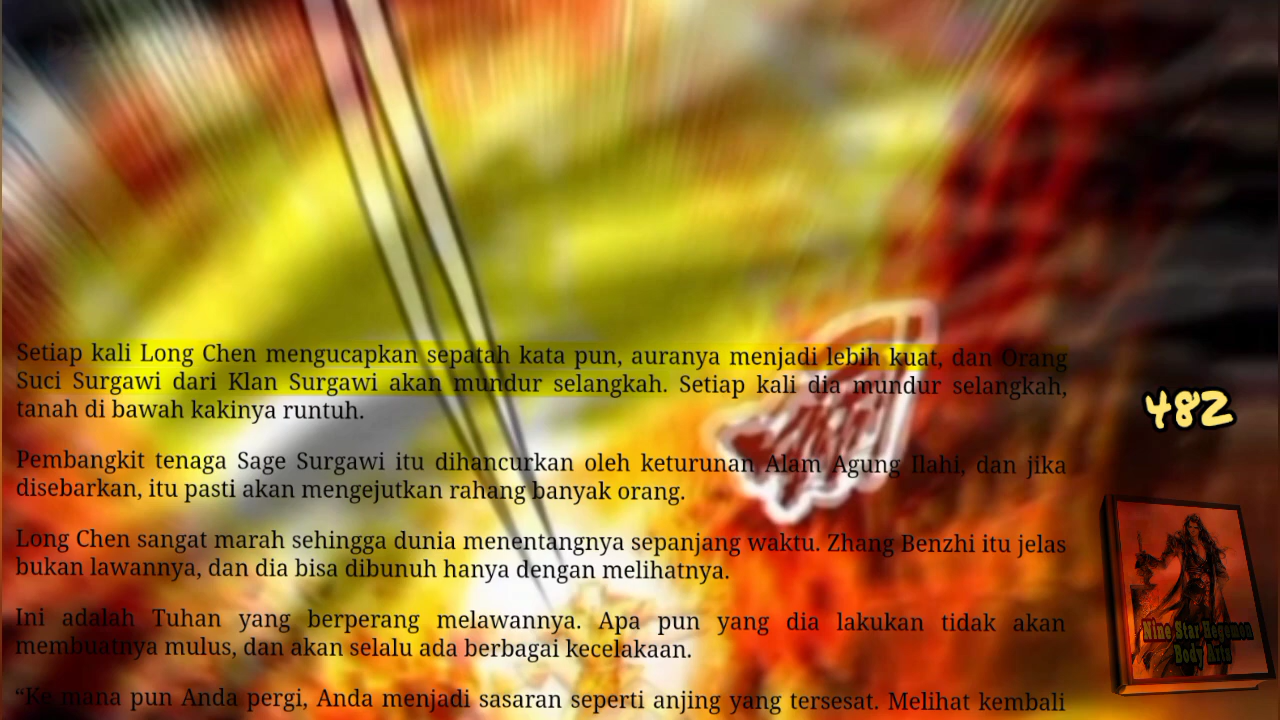 Setiap kali Long Chen mengucapkan sepatah kata pun, auranya menjadi lebih kuat, dan Orang
Suci Surgawi dari Klan Surgawi akan mundur selangkah. Setiap kali dia mundur selangkah,
tanah di bawah kakinya runtuh.
Pembangkit tenaga Sage Surgawi itu dihancurkan oleh keturunan Alam Agung Ilahi, dan jika
disebarkan, itu pasti akan mengejutkan rahang banyak orang.
Long Chen sangat marah sehingga dunia menentangnya sepanjang waktu. Zhang Benzhi itu jelas
bukan lawannya, dan dia bisa dibunuh hanya dengan melihatnya.
Ini adalah Tuhan yang berperang melawannya. Apa pun yang dia lakukan tidak akan
membuatnya mulus, dan akan selalu ada berbagai kecelakaan.
“Ke mana pun Anda pergi, Anda menjadi sasaran seperti anjing yang tersesat. Melihat kembali
482
Nine Star Hegemon
Body Arts